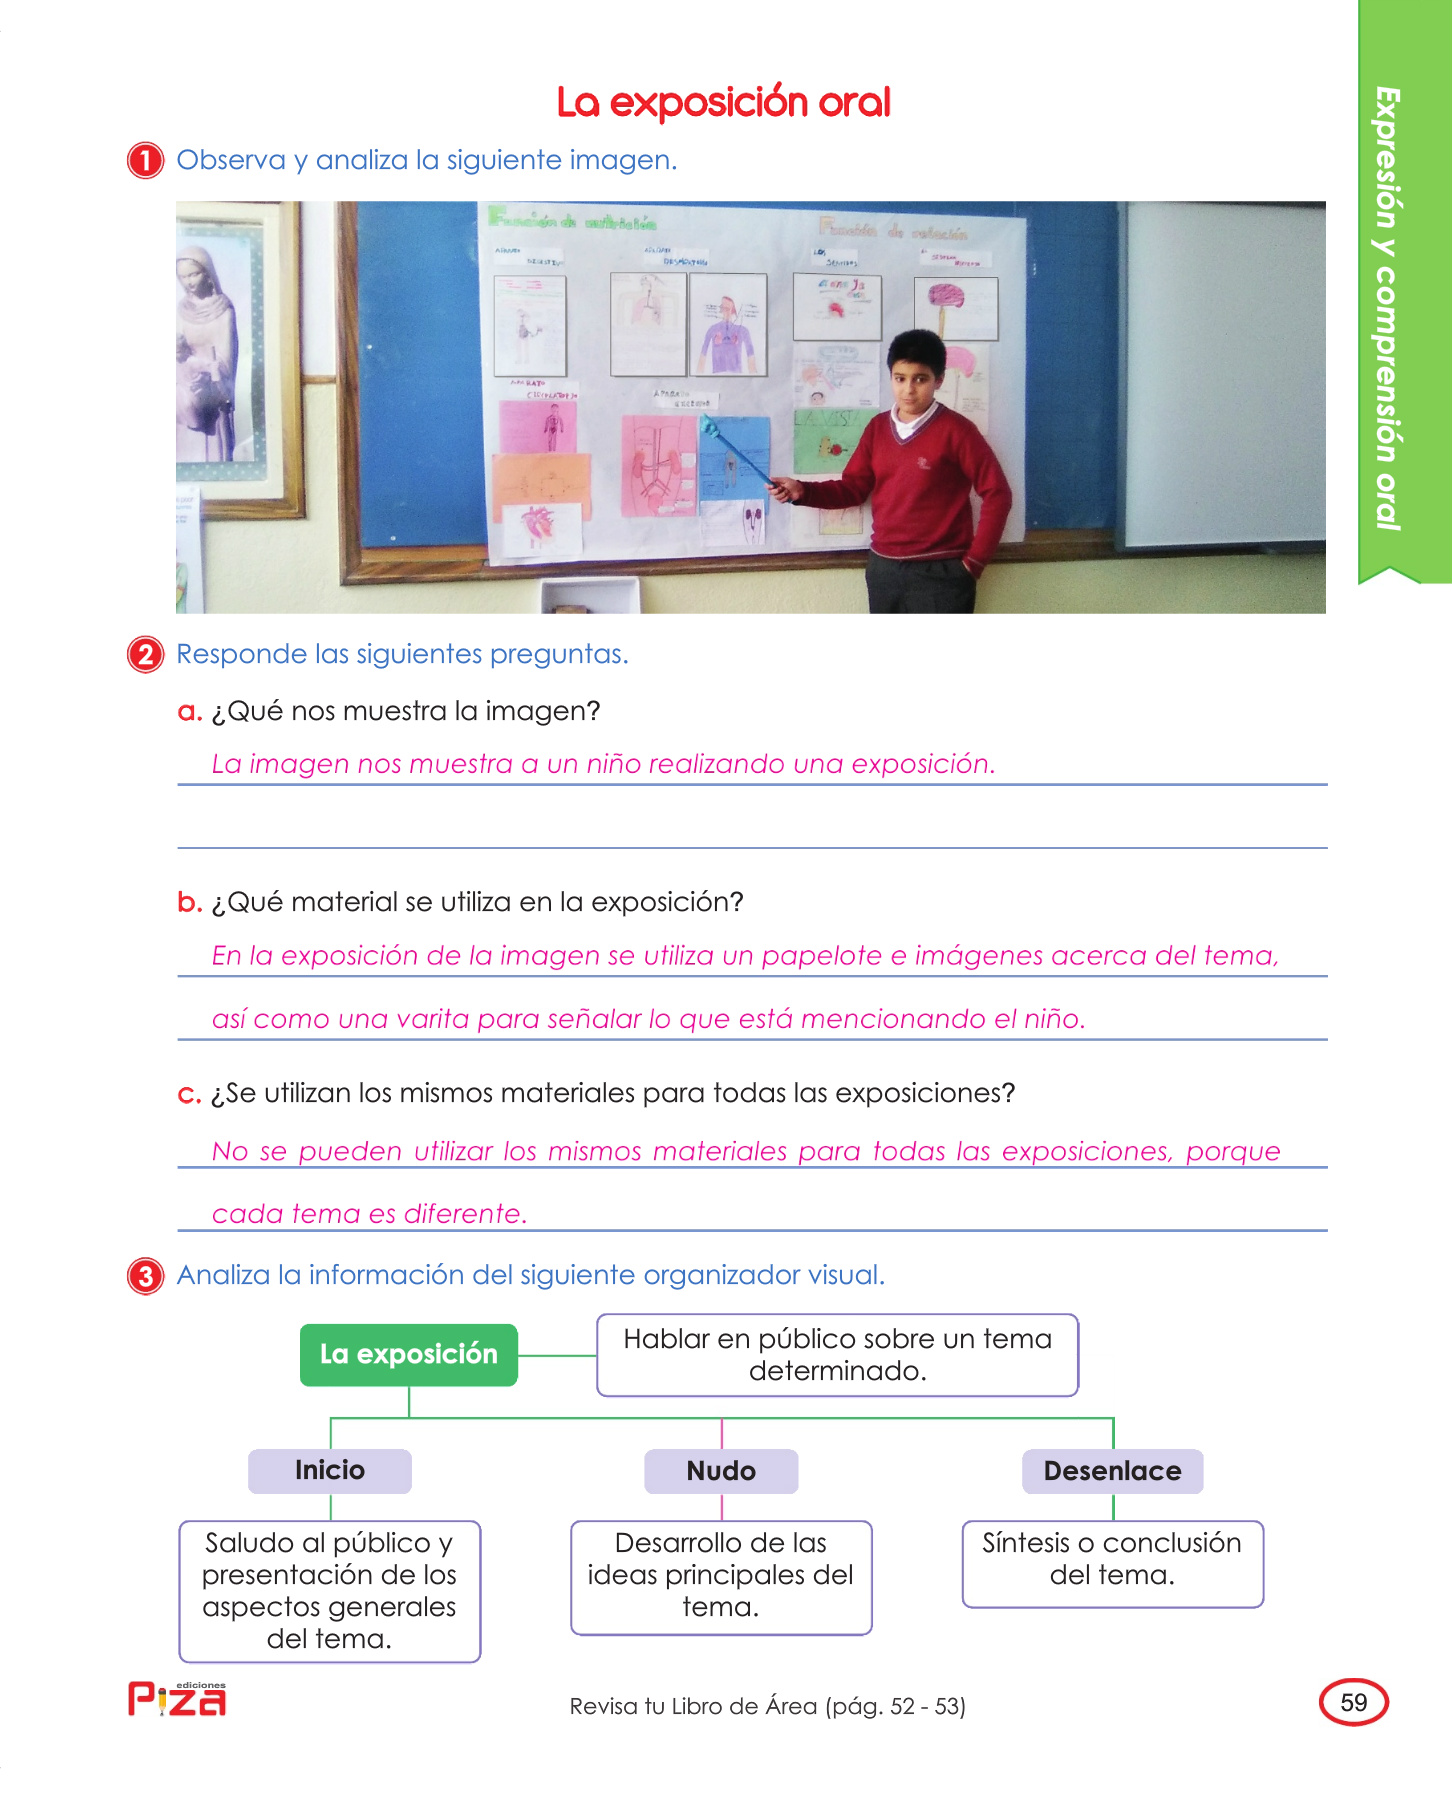 La exposición oral
Expresión y comprensión oral
1 Observa y analiza la siguiente imagen.
Función de nutrición
Función de relación
APARATO
CIRCULATORIO
APARATO
LOS
LA VISTA
2 Responde las siguientes preguntas.
a. ¿Qué nos muestra la imagen?
La imagen nos muestra a un niño realizando una exposición.
b. ¿Qué material se utiliza en la exposición?
En la exposición de la imagen se utiliza un papelote e imágenes acerca del tema,
así como una varita para señalar lo que está mencionando el niño.
c. ¿Se utilizan los mismos materiales para todas las exposiciones?
No se pueden utilizar los mismos materiales para todas las exposiciones, porque
cada tema es diferente.
3 Analiza la información del siguiente organizador visual.
La exposición
Hablar en público sobre un tema
determinado.
Inicio
Nudo
Desenlace
Saludo al público y
presentación de los
aspectos generales
del tema.
Desarrollo de las
ideas principales del
tema.
Síntesis o conclusión
del tema.
ediciones
Piza
Revisa tu Libro de Área (pág. 52 - 53)
59